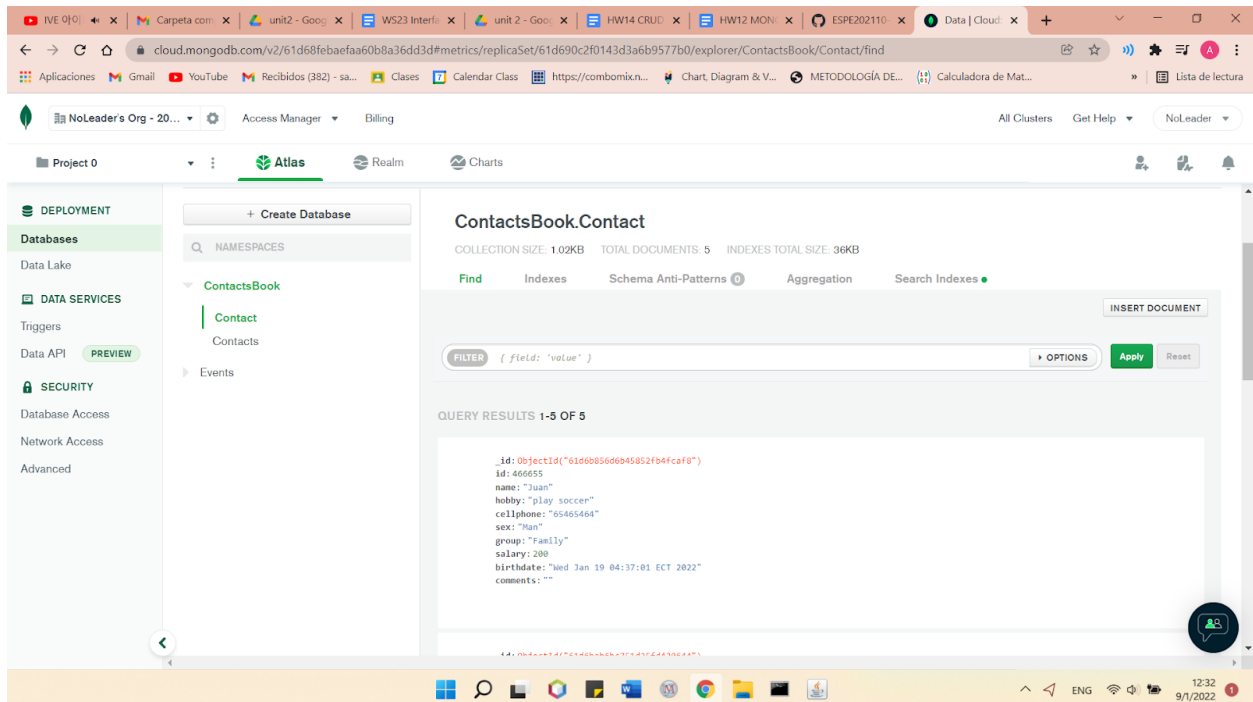 IVE 아이
Carpeta com
unit2 - Goog
WS23 Interfa
unit 2 - Goog
HW14 CRUD
HW12 MON
ESPE202110-
Data | Cloud:
cloud.mongodb.com/v2/61d68febaefaa60b8a36dd3d#metrics/replicaSet/61d690c2f0143d3a6b9577b0/explorer/ContactsBook/Contact/find
A
Aplicaciones
Gmail
YouTube
Recibidos (382) - sa...
Clases
Calendar Class
https://combomix.n...
Chart, Diagram & V...
METODOLOGÍA DE...
Calculadora de Mat...
»
Lista de lectura
NoLeader's Org - 20...
Access Manager
Billing
All Clusters
Get Help
NoLeader
Project 0
Atlas
Realm
Charts
DEPLOYMENT
Databases
Data Lake
DATA SERVICES
Triggers
Data API PREVIEW
SECURITY
Database Access
Network Access
Advanced
+ Create Database
NAMESPACES
ContactsBook
Contact
Contacts
Events
ContactsBook.Contact
COLLECTION SIZE: 1.02KB TOTAL DOCUMENTS: 5 INDEXES TOTAL SIZE: 36KB
Find Indexes Schema Anti-Patterns 0 Aggregation Search Indexes
INSERT DOCUMENT
FILTER { field: 'value' }
OPTIONS
Apply
Reset
QUERY RESULTS 1-5 OF 5
_id: ObjectId("61d6b856d6b45852fb4fcaf8")
id: 466655
name: "Juan"
hobby: "play soccer"
cellphone: "65465464"
sex: "Man"
group: "Family"
salary: 200
birthdate: "Wed Jan 19 04:37:01 ECT 2022"
comments: ""
ENG
12:32
9/1/2022
1